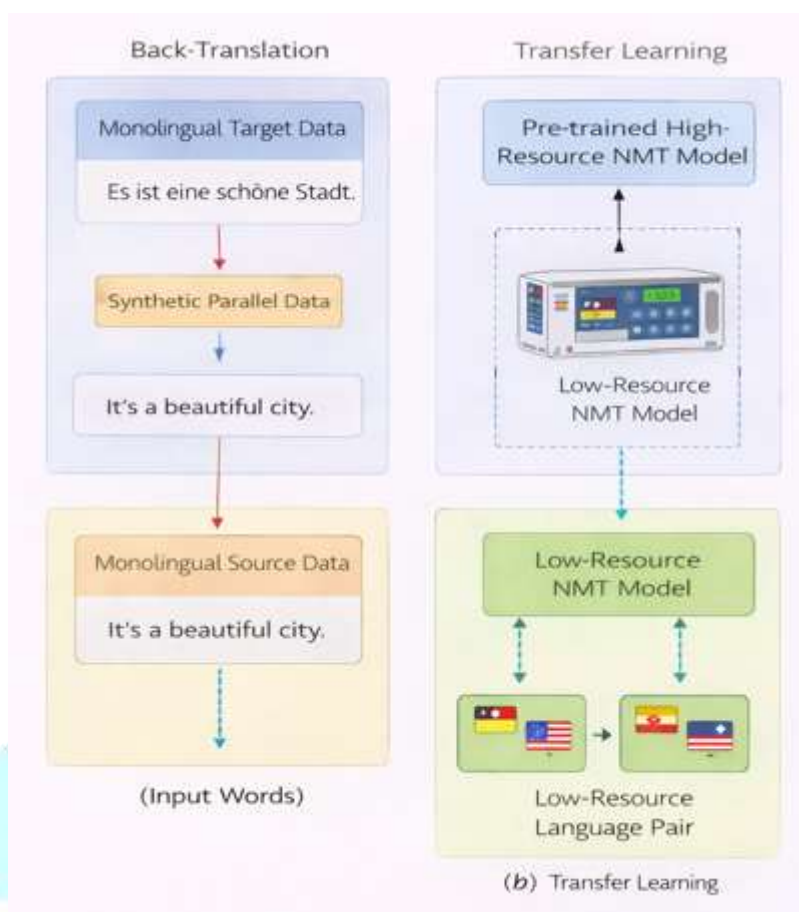 Back-Translation
Monolingual Target Data
Es ist eine schöne Stadt.
Synthetic Parallel Data
It's a beautiful city.
Monolingual Source Data
It's a beautiful city.
(Input Words)
Transfer Learning
Pre-trained High-
Resource NMT Model
Low-Resource
NMT Model
Low-Resource
NMT Model
Low-Resource
Language Pair
(b) Transfer Learning